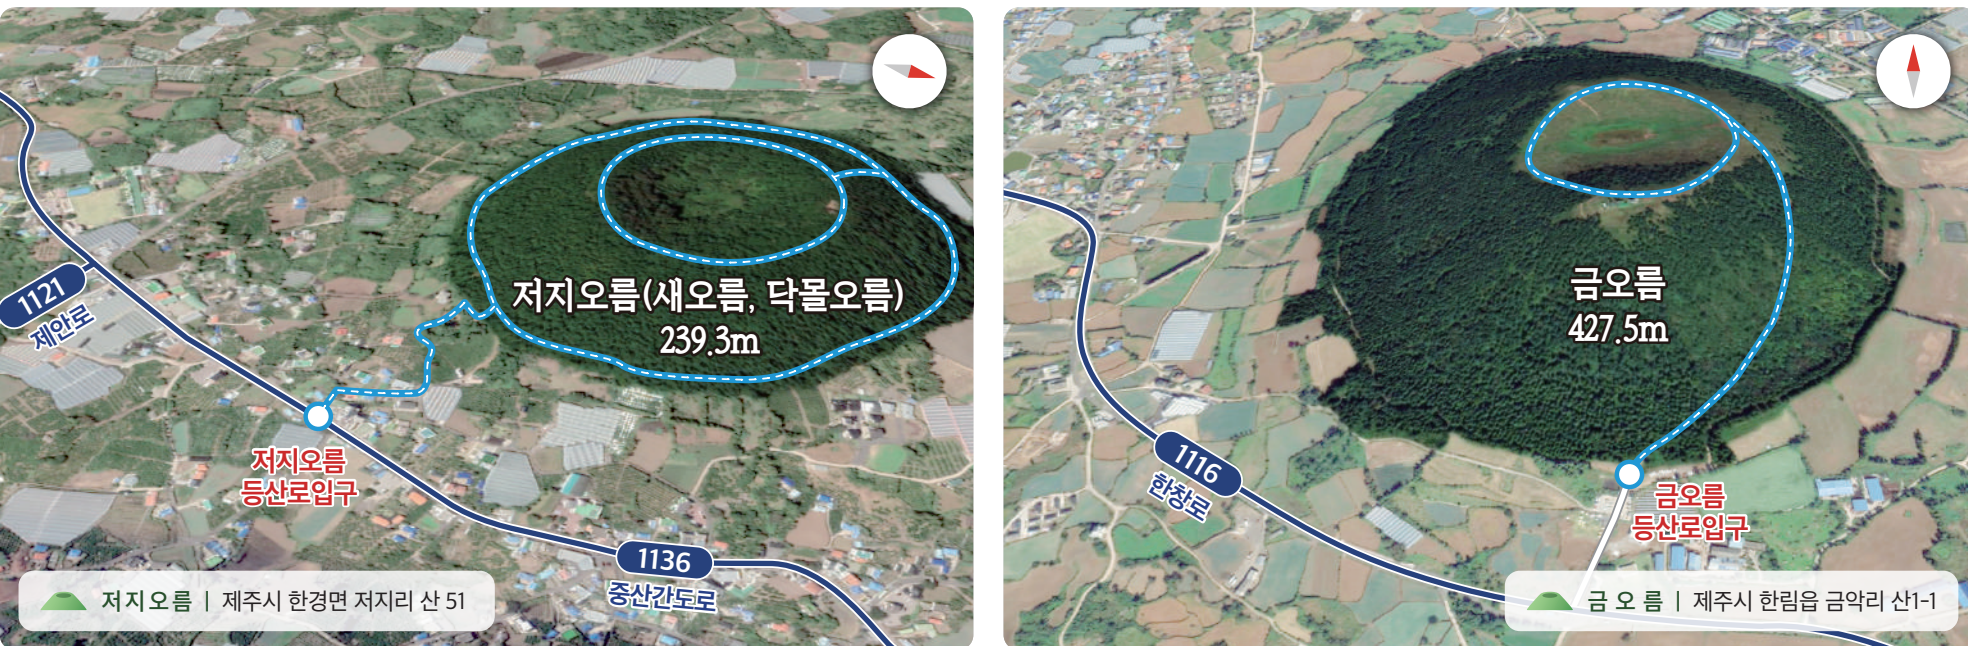 1121
제안로
저지오름(새오름, 닥몰오름)
239.3m
저지오름
등산로입구
1136
중산간도로
저지오름 | 제주시 한경면 저지리 산 51
금오름
427.5m
1116
한창로
금오름
등산로입구
금 오 름 | 제주시 한림읍 금악리 산1-1